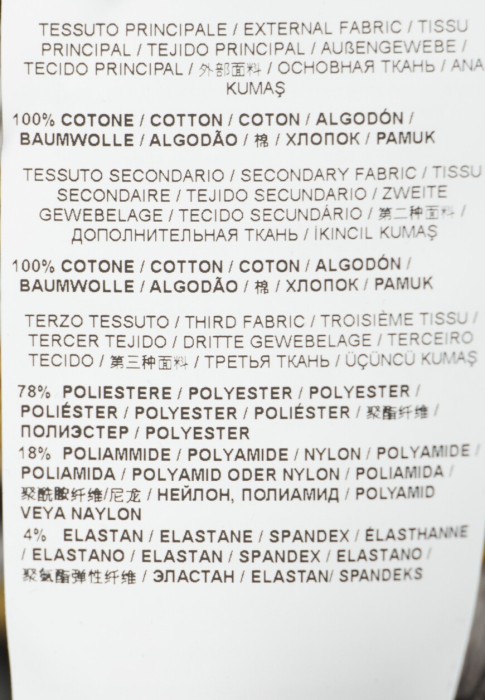 TESSUTO PRINCIPALE / EXTERNAL FABRIC / TISSU
PRINCIPAL / TEJIDO PRINCIPAL / AUßENGEWEBE /
TECIDO PRINCIPAL / 外部面料 / ОСНОВНАЯ ТКАНЬ / ANA
KUMAŞ
100% COTONE / COTTON / COTON / ALGODÓN /
BAUMWOLLE / ALGODÃO / 棉 / ХЛОПОК / PAMUK
TESSUTO SECONDARIO / SECONDARY FABRIC / TISSU
SECONDAIRE / TEJIDO SECUNDARIO / ZWEITE
GEWEBELAGE / TECIDO SECUNDÁRIO / 第二种面料 /
ДОПОЛНИТЕЛЬНАЯ ТКАНЬ / İKINCIL KUMAŞ
100% COTONE / COTTON / COTON / ALGODÓN /
BAUMWOLLE / ALGODÃO / 棉 / ХЛОПОК / PAMUK
TERZO TESSUTO / THIRD FABRIC / TROISIÈME TISSU /
TERCER TEJIDO / DRITTE GEWEBELAGE / TERCEIRO
TECIDO / 第三种面料 / ТРЕТЬЯ ТКАНЬ / ÜÇÜNCÜ KUMAŞ
78% POLIESTERE / POLYESTER / POLYESTER /
POLIÉSTER / POLYESTER / POLIÉSTER / 聚酯纤维 /
ПОЛИЭСТЕР / POLYESTER
18% POLIAMMIDE / POLYAMIDE / NYLON / POLYAMIDE /
POLIAMIDA / POLYAMID ODER NYLON / POLIAMIDA /
聚酰胺纤维/尼龙 / НЕЙЛОН, ПОЛИАМИД / POLYAMID
VEYA NAYLON
4% ELASTAN / ELASTANE / SPANDEX / ÉLASTHANNE
/ ELASTANO / ELASTAN / SPANDEX / ELASTANO /
聚氨酯弹性纤维 / ЭЛАСТАН / ELASTAN/ SPANDEKS